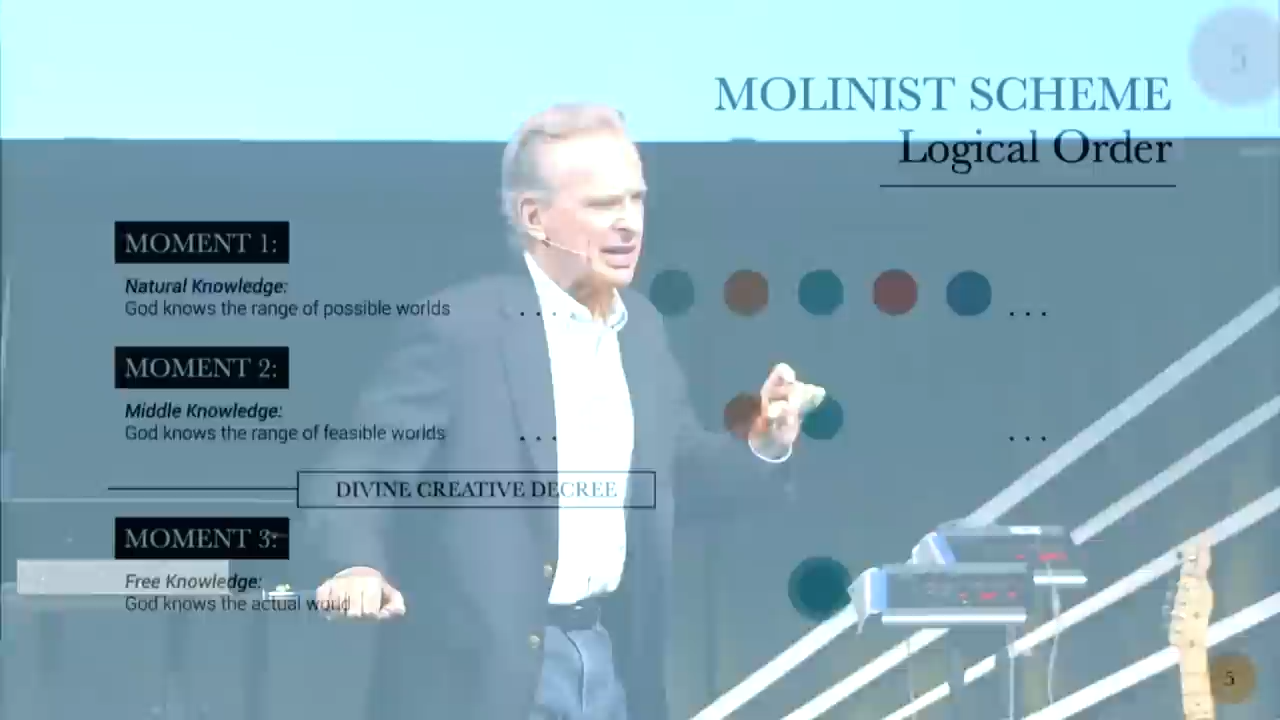 MOLINIST SCHEME
Logical Order
MOMENT 1:
Natural Knowledge:
God knows the range of possible worlds
. . . . . .
MOMENT 2:
Middle Knowledge:
God knows the range of feasible worlds
. . . . . .
DIVINE CREATIVE DECREE
MOMENT 3:
Free Knowledge:
God knows the actual world
5
5